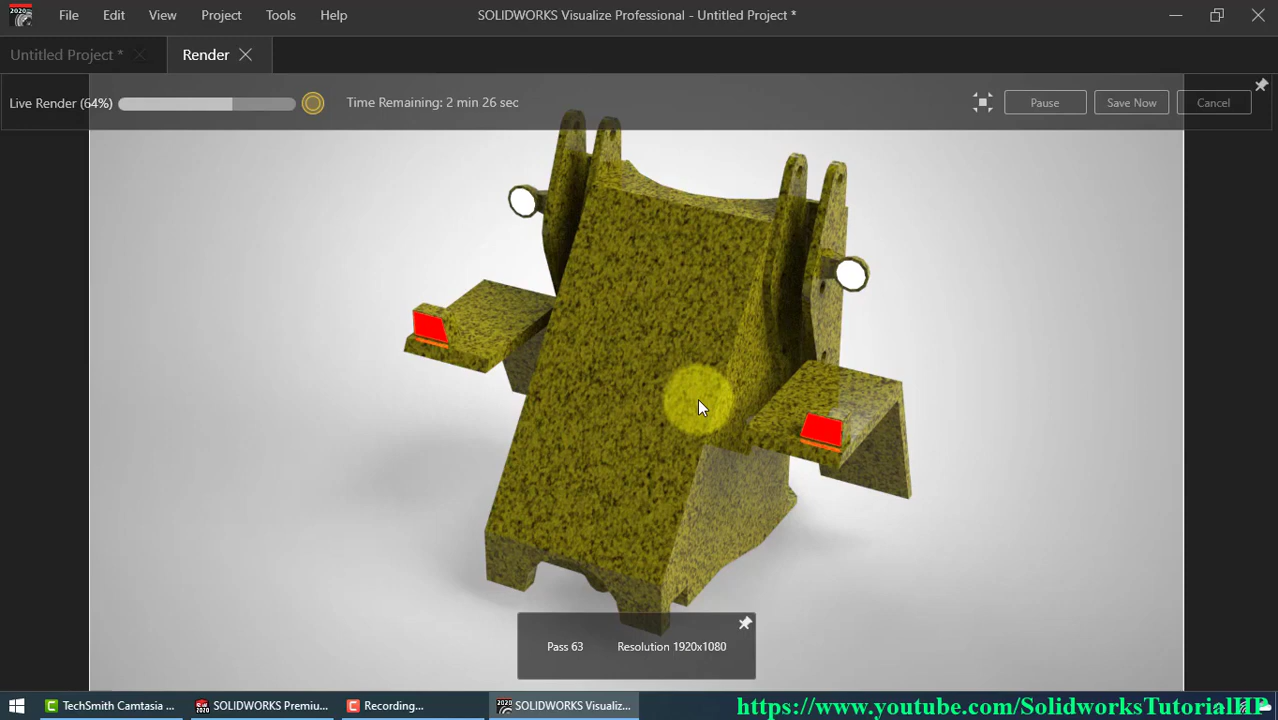 2020
File Edit View Project Tools Help
SOLIDWORKS Visualize Professional - Untitled Project *
Untitled Project *
Render
Live Render (64%)
Time Remaining: 2 min 26 sec
Pause
Save Now
Cancel
Pass 63
Resolution 1920x1080
TechSmith Camtasia ...
SOLIDWORKS Premiu...
Recording...
SOLIDWORKS Visualiz...
https://www.youtube.com/SolidworksTutorialHP